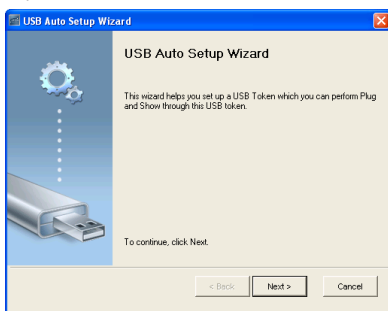 USB Auto Setup Wizard
USB Auto Setup Wizard
This wizard helps you set up a USB Token which you can perform Plug
and Show through this USB token.
To continue, click Next.
< Back
Next >
Cancel